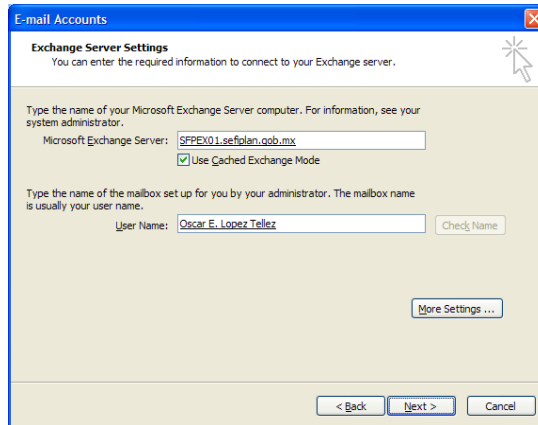 E-mail Accounts
Exchange Server Settings
You can enter the required information to connect to your Exchange server.
Type the name of your Microsoft Exchange Server computer. For information, see your
system administrator.
Microsoft Exchange Server: SFPEX01.sefiplan.gob.mx
Use Cached Exchange Mode
Type the name of the mailbox set up for you by your administrator. The mailbox name
is usually your user name.
User Name: Oscar E. Lopez Tellez Check Name
More Settings ...
< Back Next > Cancel